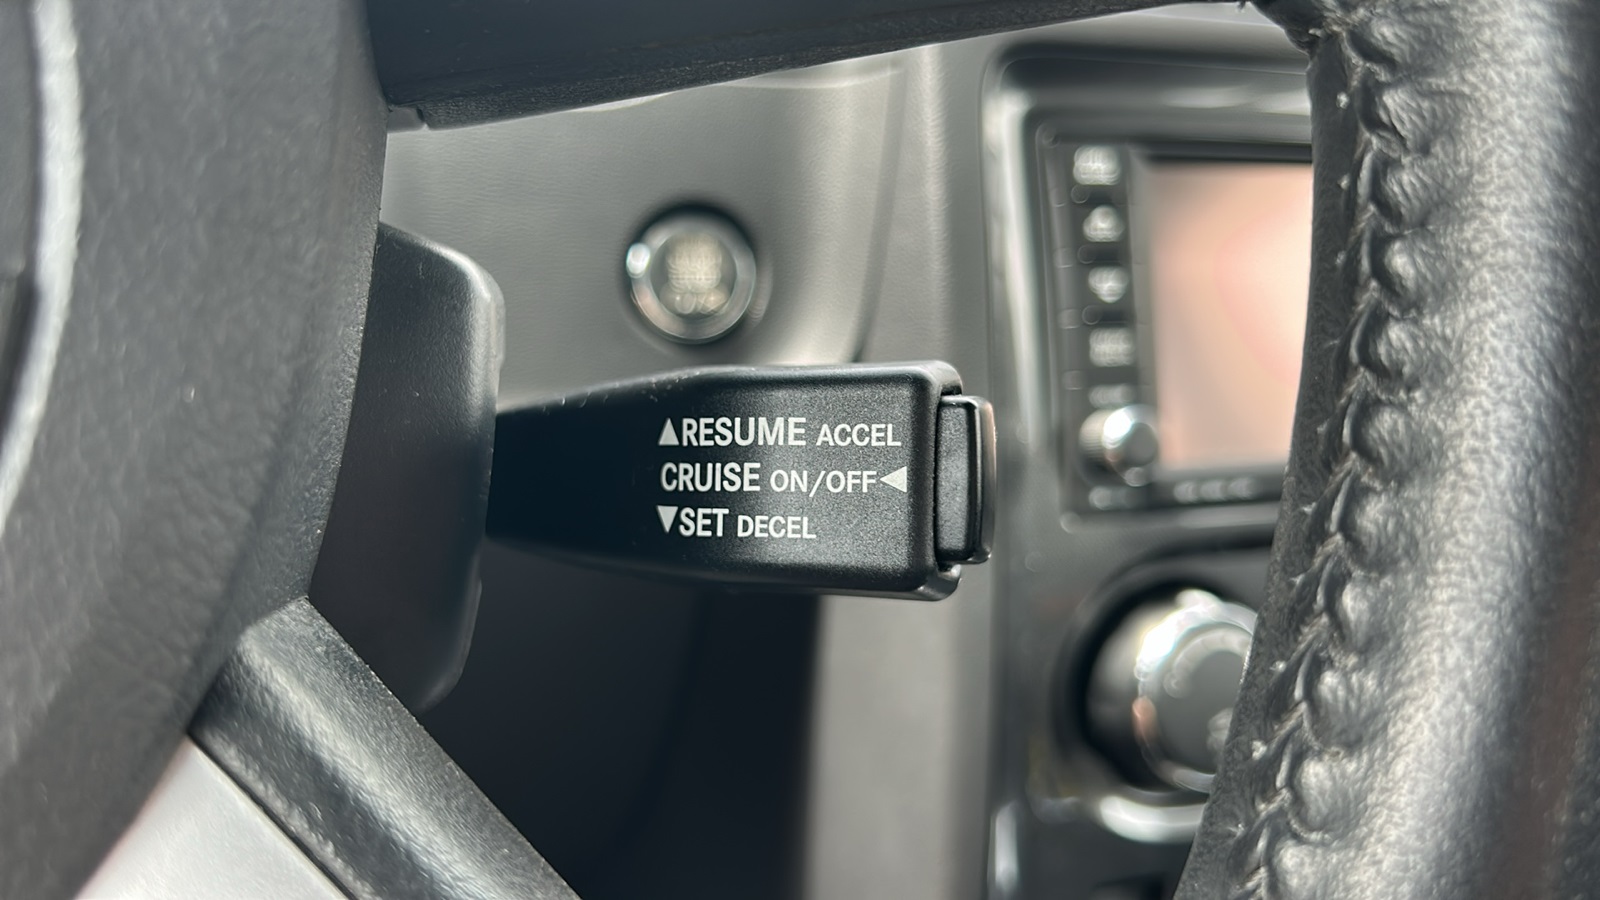 ▲RESUME ACCEL
CRUISE ON/OFF◀
▼SET DECEL